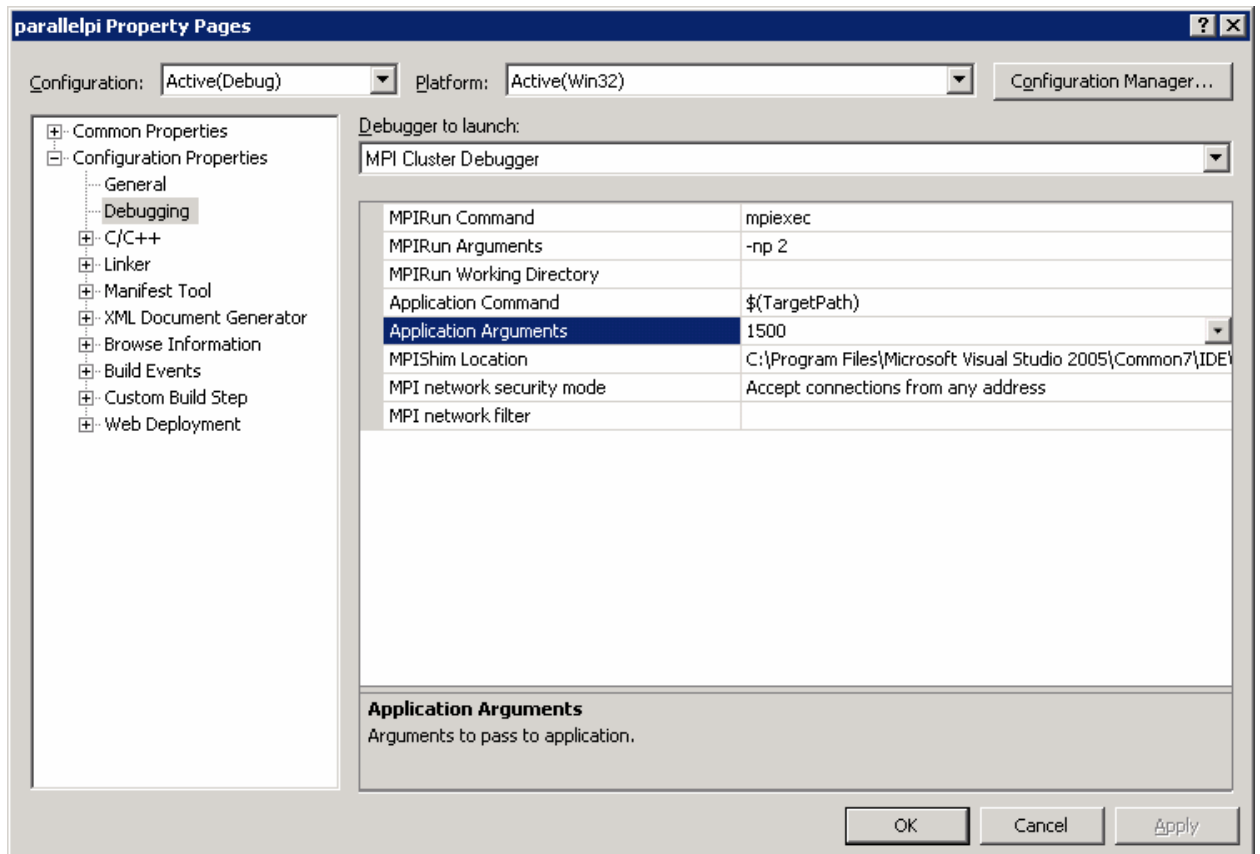 parallelpi Property Pages
Configuration: Active(Debug) Platform: Active(Win32) Configuration Manager...
Common Properties
Configuration Properties
General
Debugging
C/C++
Linker
Manifest Tool
XML Document Generator
Browse Information
Build Events
Custom Build Step
Web Deployment
Debugger to launch:
MPI Cluster Debugger
MPIRun Command mpiexec
MPIRun Arguments -np 2
MPIRun Working Directory
Application Command $(TargetPath)
Application Arguments 1500
MPIShim Location C:\Program Files\Microsoft Visual Studio 2005\Common7\IDE\
MPI network security mode Accept connections from any address
MPI network filter
Application Arguments
Arguments to pass to application.
OK Cancel Apply